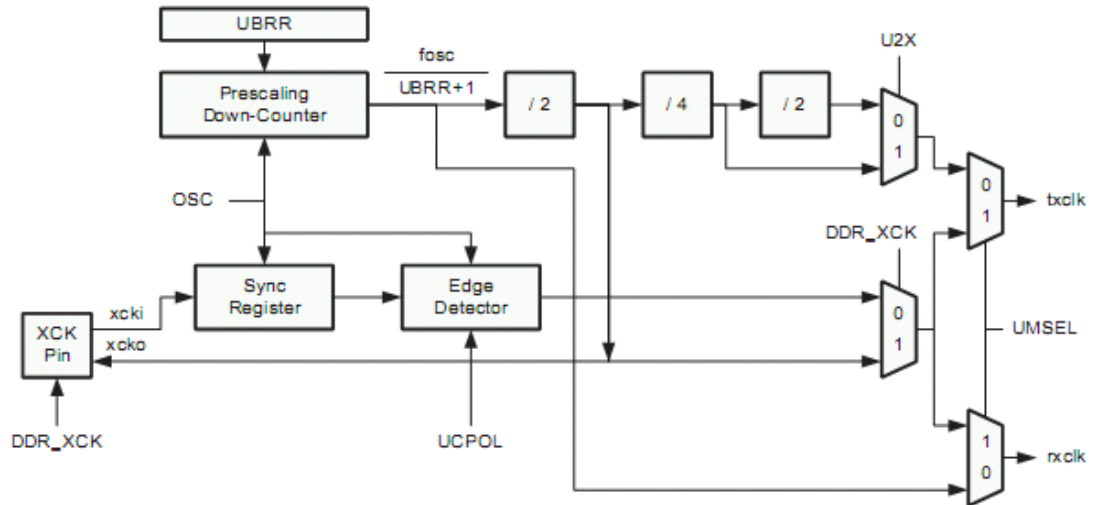 UBRR
U2X
fosc
Prescaling
Down-Counter
UBRR+1
/ 2
/ 4
/ 2
0
1
OSC
0
1
txclk
DDR_XCK
Sync
Register
Edge
Detector
xcki
XCK
Pin
xcko
0
1
UMSEL
DDR_XCK
UCPOL
1
0
rxclk